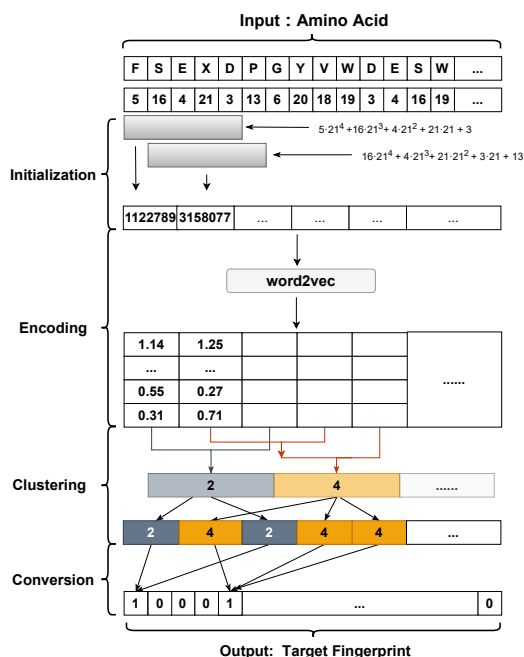 Input : Amino Acid
F S E X D P G Y V W D E S W ...
5 16 4 21 3 13 6 20 18 19 3 4 16 19 ...
5·21⁴ +16·21³+ 4·21² +21·21 + 3
16·21⁴ + 4·21³+ 21·21² + 3·21 + 13
Initialization
1122789 3158077 ... ... ... ...
word2vec
Encoding
1.14 1.25
... ...
0.55 0.27
0.31 0.71
......
Clustering
2 4 ......
2 4 2 4 4 ...
Conversion
1 0 0 0 1 ... 0
Output: Target Fingerprint